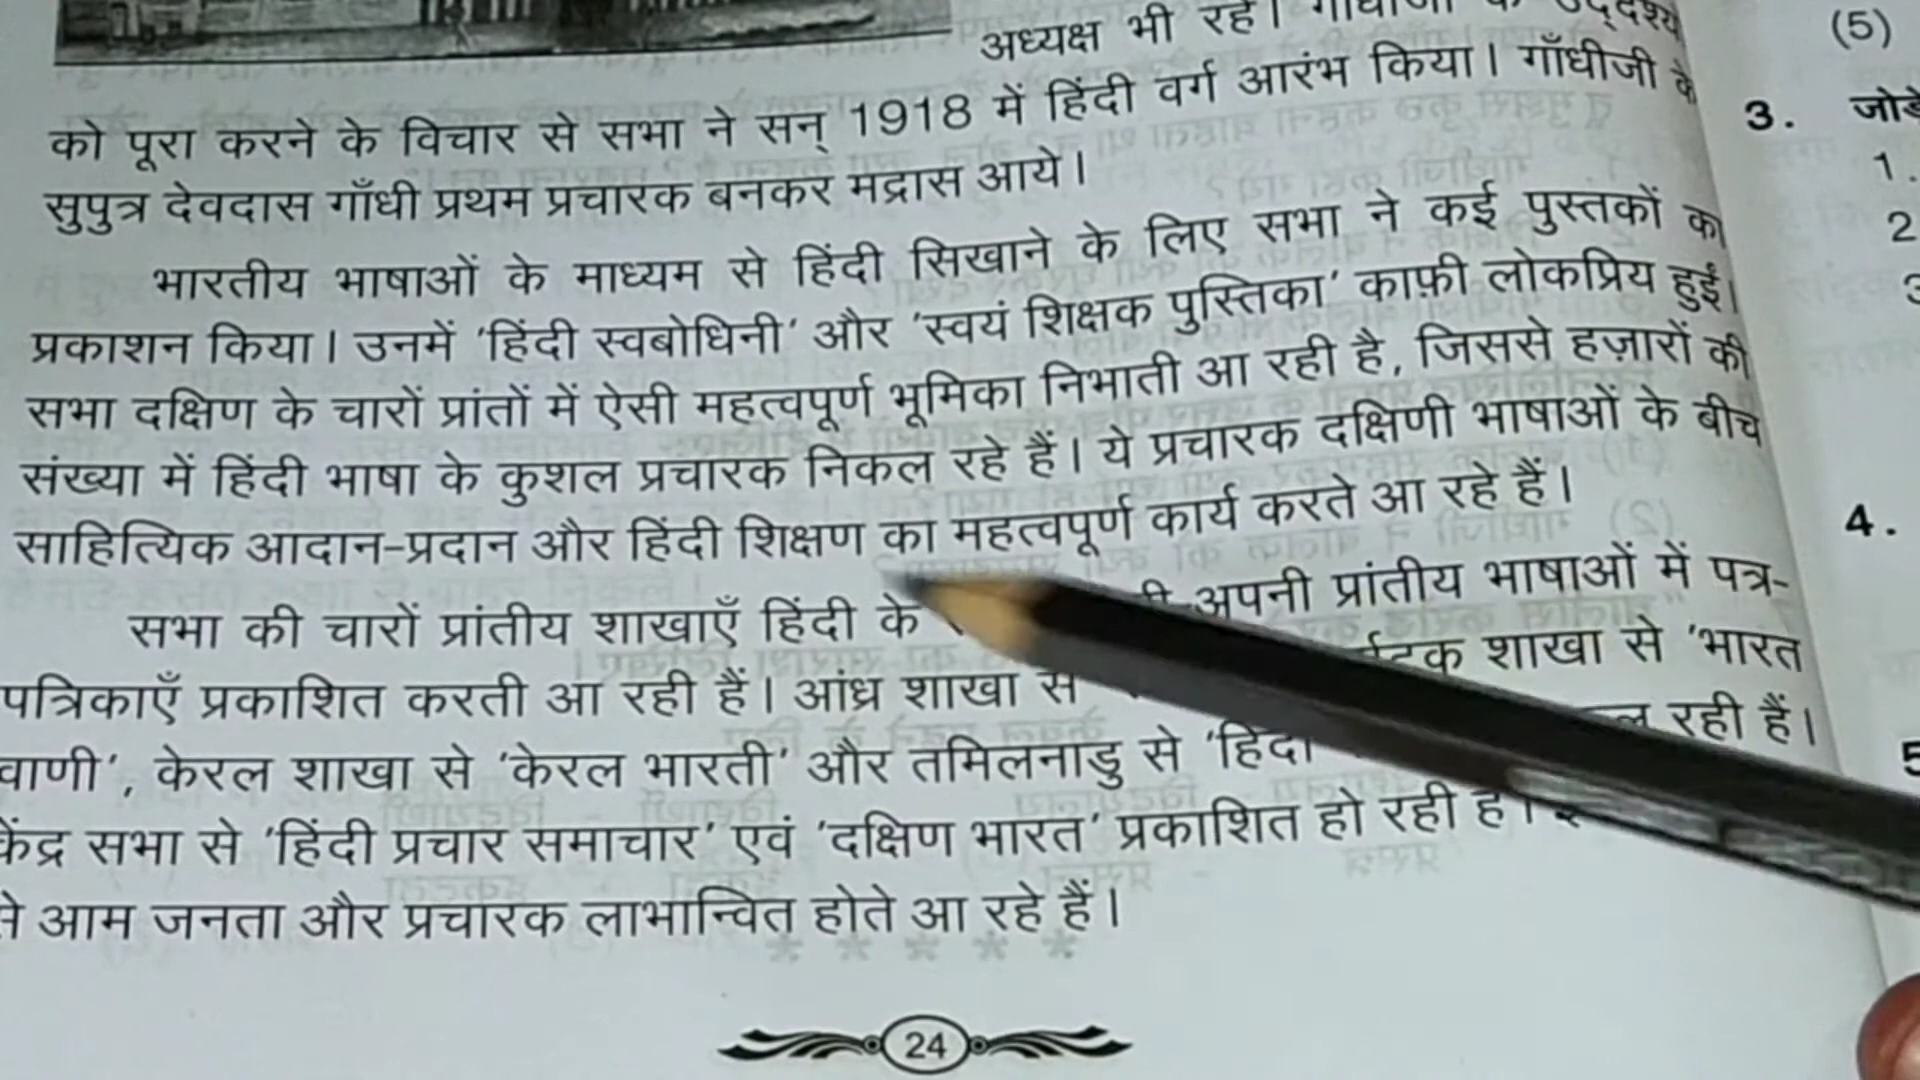 अध्यक्ष भी रहे। गाँधीजी के उद्देश्य
को पूरा करने के विचार से सभा ने सन् 1918 में हिंदी वर्ग आरंभ किया। गाँधीजी के
सुपुत्र देवदास गाँधी प्रथम प्रचारक बनकर मद्रास आये।
भारतीय भाषाओं के माध्यम से हिंदी सिखाने के लिए सभा ने कई पुस्तकों का
प्रकाशन किया। उनमें 'हिंदी स्वबोधिनी' और 'स्वयं शिक्षक पुस्तिका' काफ़ी लोकप्रिय हुईं।
सभा दक्षिण के चारों प्रांतों में ऐसी महत्वपूर्ण भूमिका निभाती आ रही है, जिससे हज़ारों की
संख्या में हिंदी भाषा के कुशल प्रचारक निकल रहे हैं। ये प्रचारक दक्षिणी भाषाओं के बीच
साहित्यिक आदान-प्रदान और हिंदी शिक्षण का महत्वपूर्ण कार्य करते आ रहे हैं।
सभा की चारों प्रांतीय शाखाएँ हिंदी के अपनी प्रांतीय भाषाओं में पत्र-
पत्रिकाएँ प्रकाशित करती आ रही हैं। आंध्र शाखा से शाखा से 'भारत
वाणी', केरल शाखा से 'केरल भारती' और तमिलनाडु से 'हिंदी रही हैं।
केंद्र सभा से 'हिंदी प्रचार समाचार' एवं 'दक्षिण भारत' प्रकाशित हो रही हैं।
से आम जनता और प्रचारक लाभान्वित होते आ रहे हैं।
24
(5)
3.
1.
2
4.
5